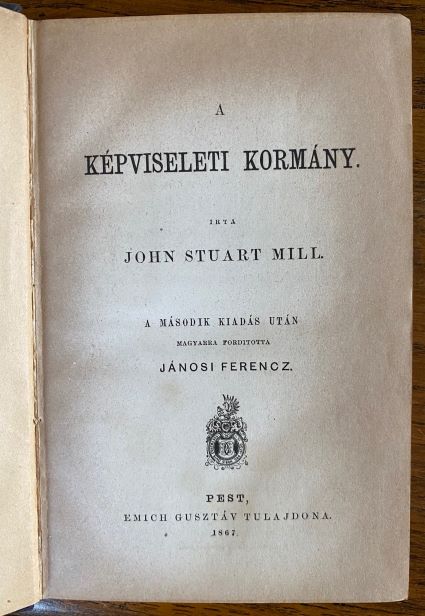 A
KÉPVISELETI KORMÁNY.
IRTA
JOHN STUART MILL.
A MÁSODIK KIADÁS UTÁN
MAGYARRA FORDITOTTA
JÁNOSI FERENCZ.
PEST,
EMICH GUSZTÁV TULAJDONA.
1867